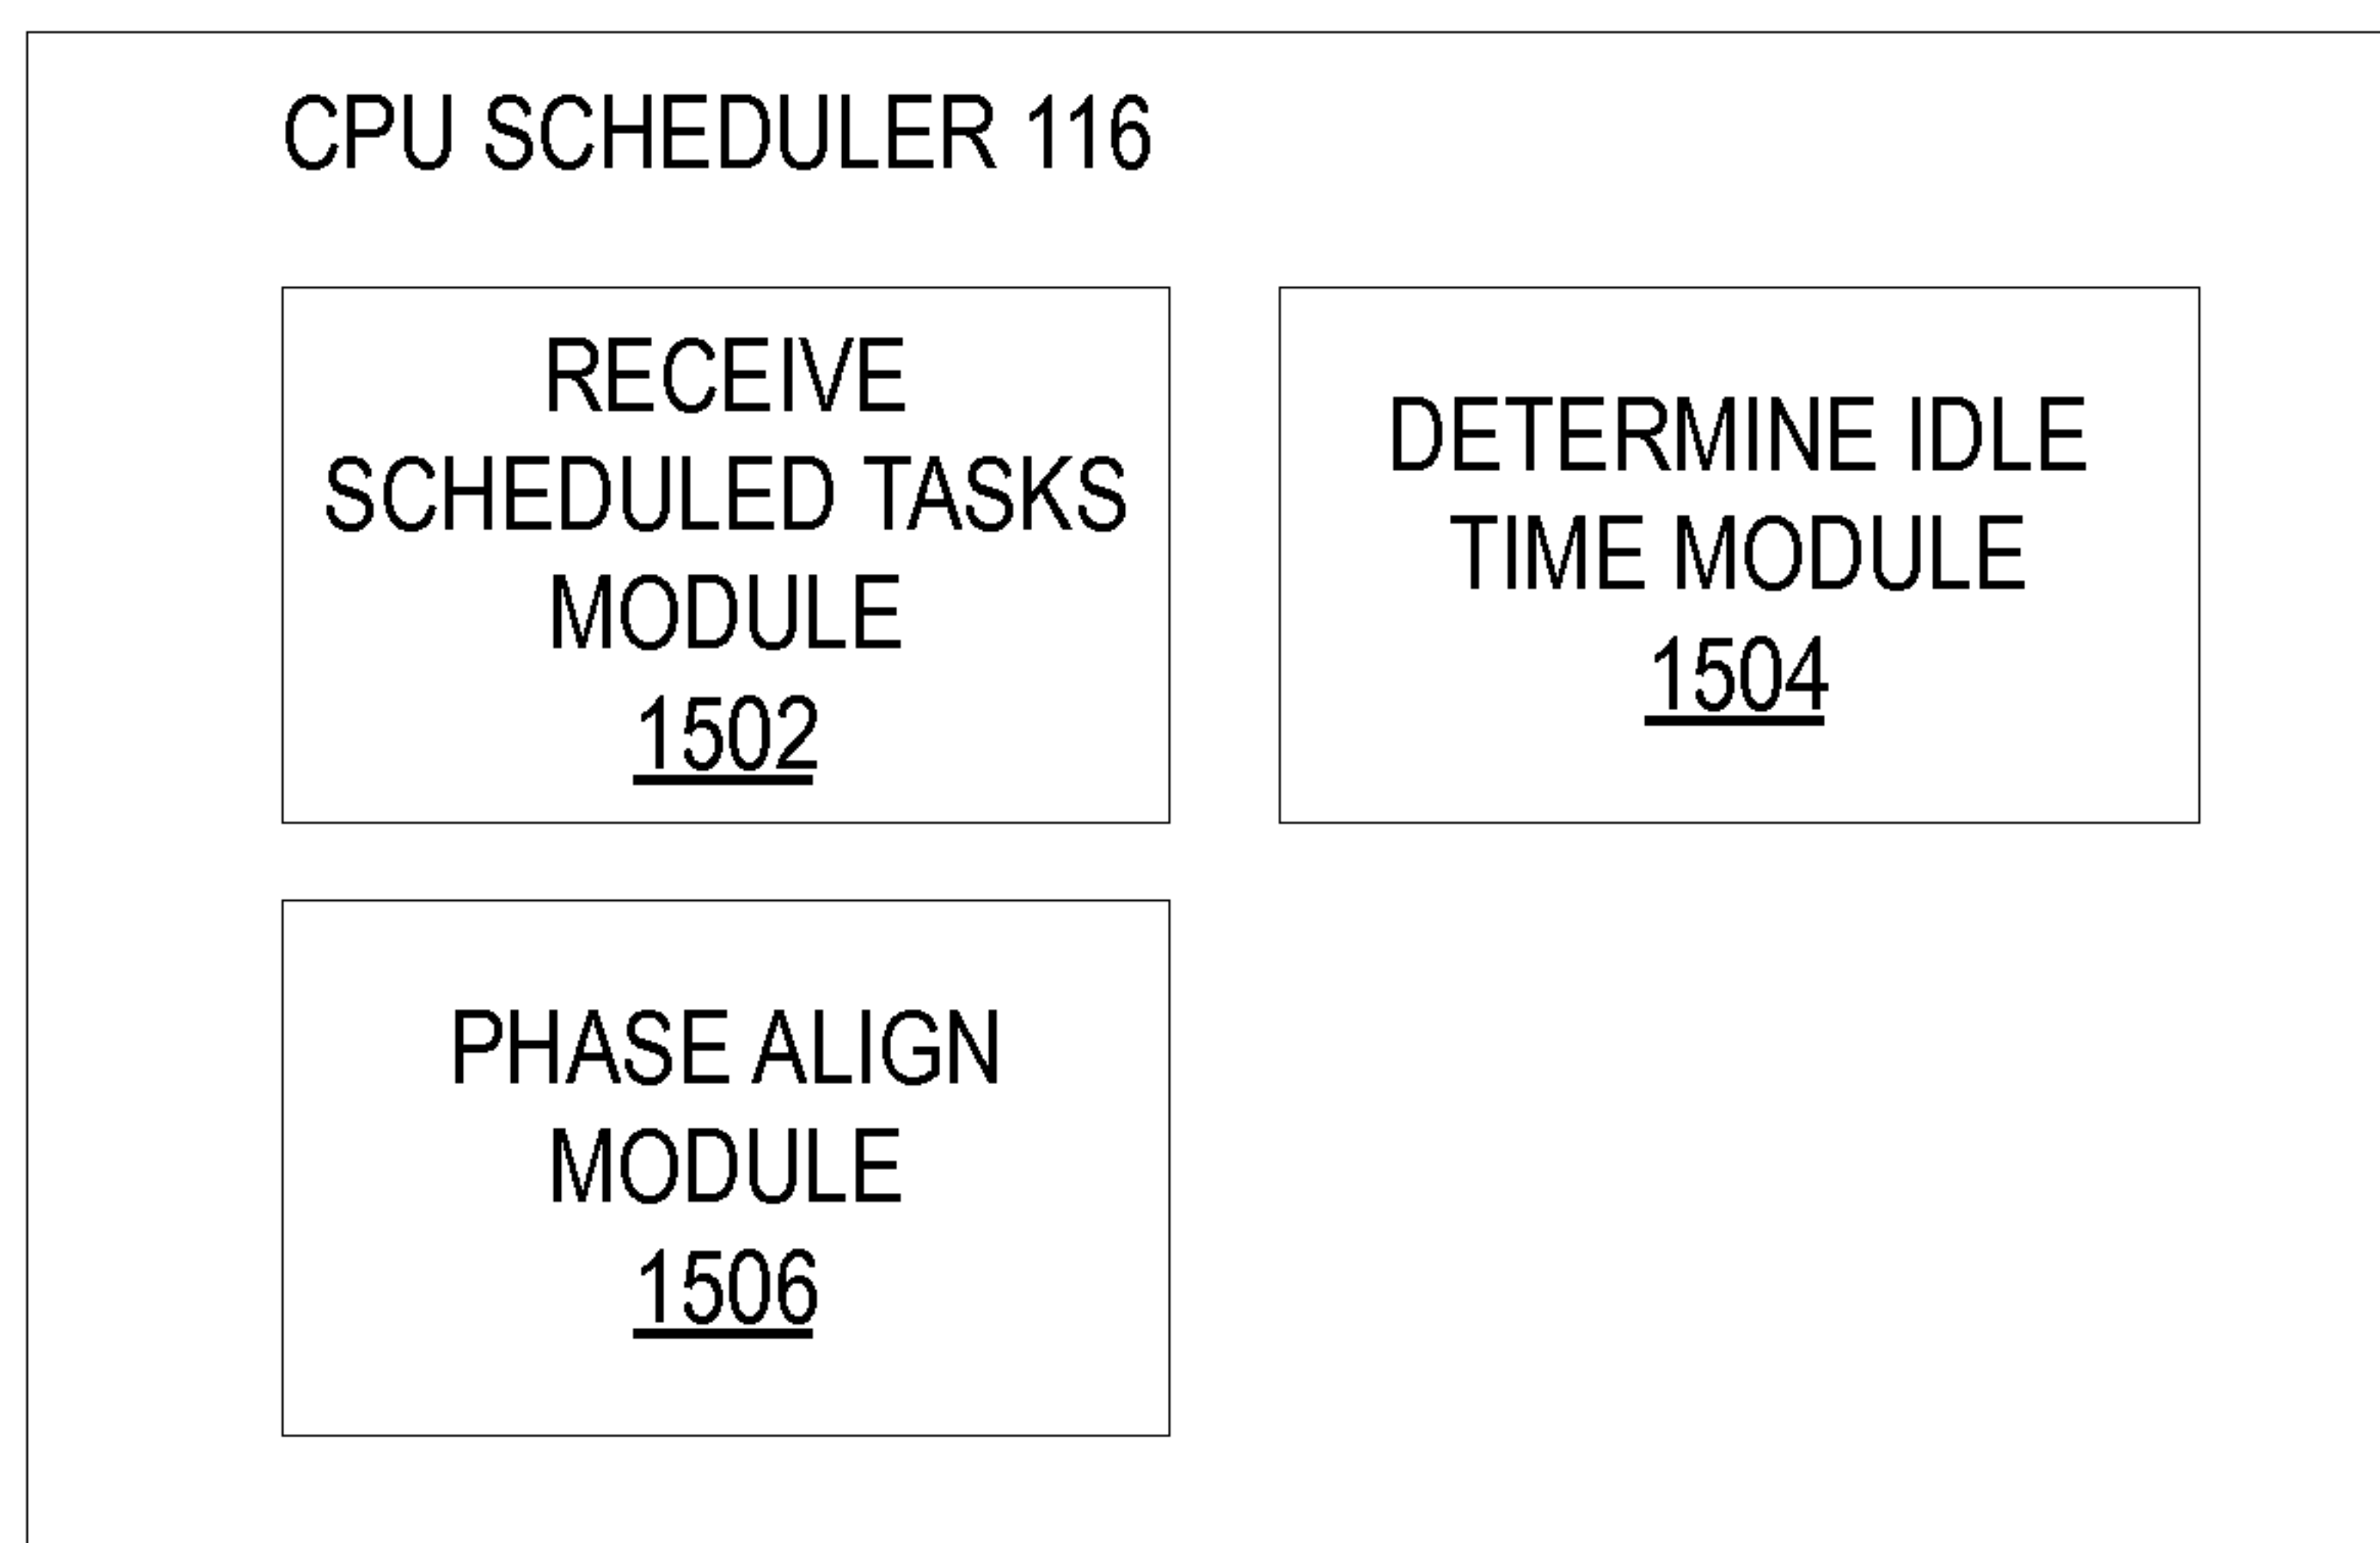 CPU SCHEDULER 116
RECEIVE
SCHEDULED TASKS
MODULE
1502
DETERMINE IDLE
TIME MODULE
1504
PHASE ALIGN
MODULE
1506